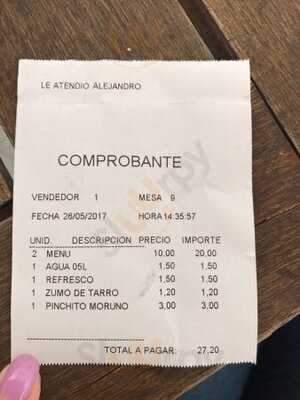 LE ATENDIO ALEJANDRO
COMPROBANTE
VENDEDOR 1 MESA 9
FECHA 26/05/2017 HORA 14:35:57
UNID. DESCRIPCION PRECIO IMPORTE
2 MENU 10,00 20,00
1 AGUA 05L 1,50 1,50
1 REFRESCO 1,50 1,50
1 ZUMO DE TARRO 1,20 1,20
1 PINCHITO MORUNO 3,00 3,00
TOTAL A PAGAR: 27,20